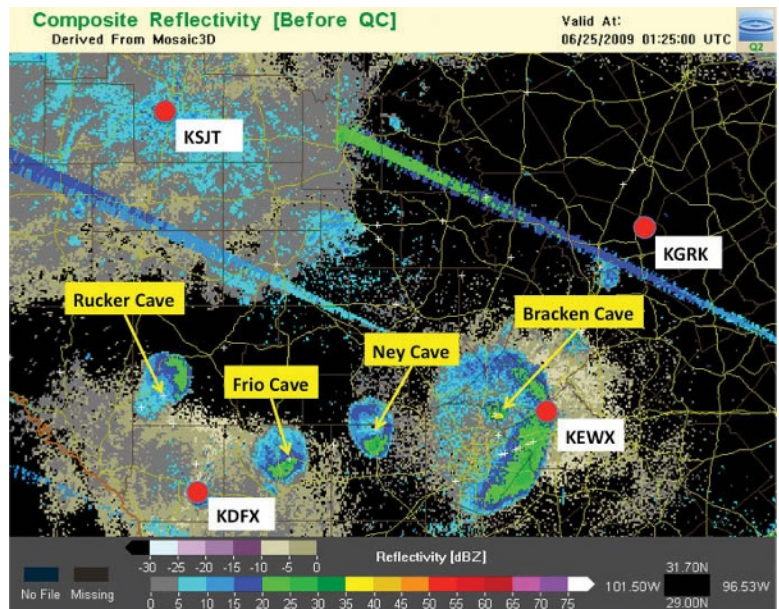 Composite Reflectivity [Before QC]
Derived From Mosaic3D
Valid At:
06/25/2009 01:25:00 UTC
Q2
KSJT
KGRK
Rucker Cave
Bracken Cave
Ney Cave
Frio Cave
KEWX
KDFX
-30 -25 -20 -15 -10 -5 0
Reflectivity [dBZ]
No File Missing
0 5 10 15 20 25 30 35 40 45 50 55 60 65 70 75
31.70N
101.50W 96.53W
29.00N